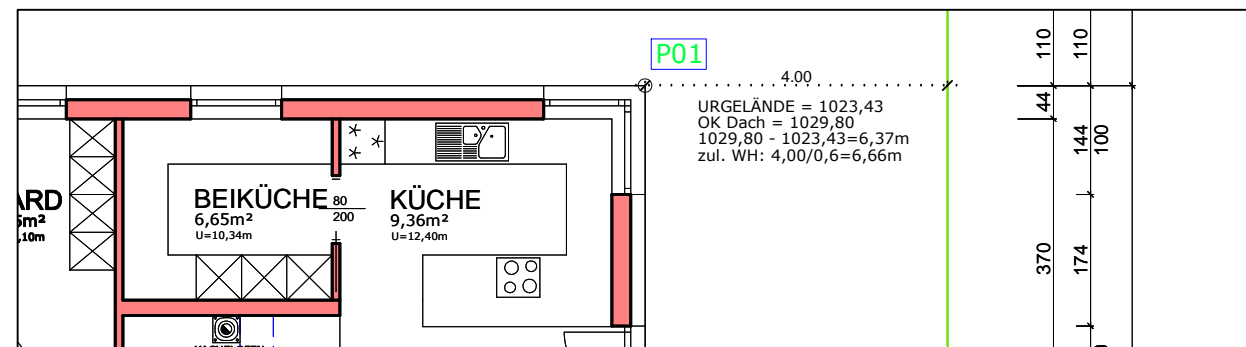 P01
4.00
URGELÄNDE = 1023,43
OK Dach = 1029,80
1029,80 - 1023,43=6,37m
zul. WH: 4,00/0,6=6,66m
110
110
44
144
100
370
174
ARD
5m²
,10m
BEIKÜCHE
6,65m²
U=10,34m
80
200
KÜCHE
9,36m²
U=12,40m